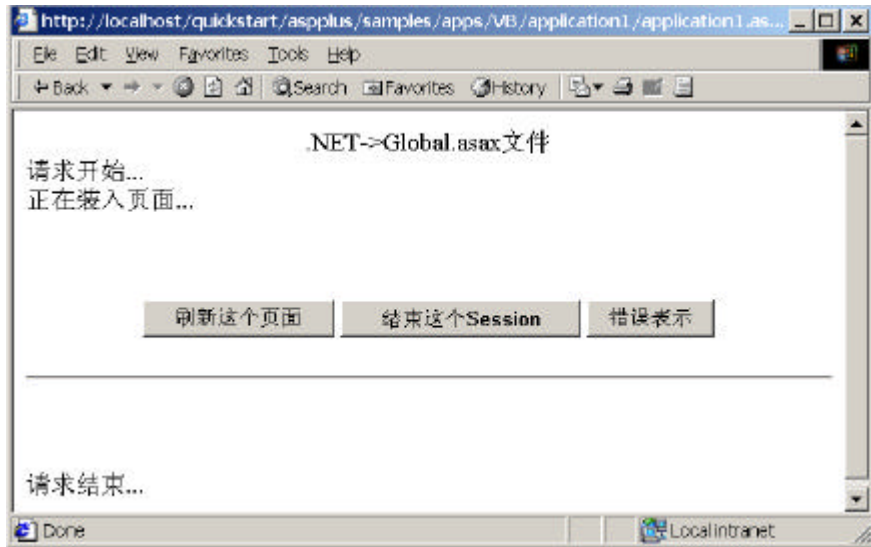 http://localhost/quickstart/aspplus/samples/apps/VB/application1/application1.as...
File Edit View Favorites Tools Help
Back Search Favorites History
.NET->Global.asax文件
请求开始...
正在装入页面...
刷新这个页面 结束这个Session 错误表示
请求结束...
Done Local intranet